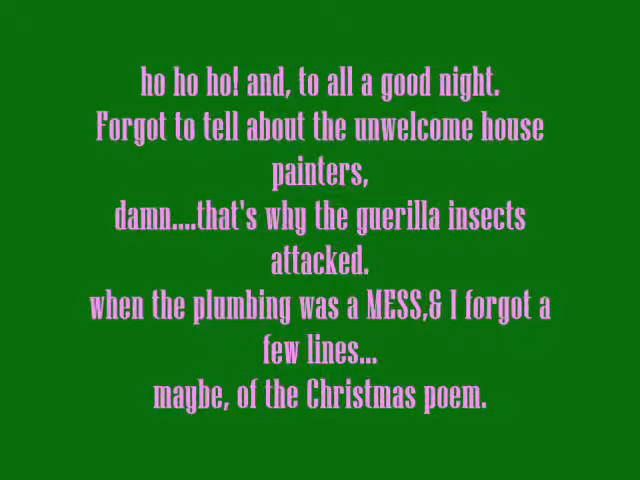 ho ho ho! and, to all a good night.
Forgot to tell about the unwelcome house
painters,
damn....that's why the guerilla insects
attacked.
when the plumbing was a MESS,& I forgot a
few lines...
maybe, of the Christmas poem.